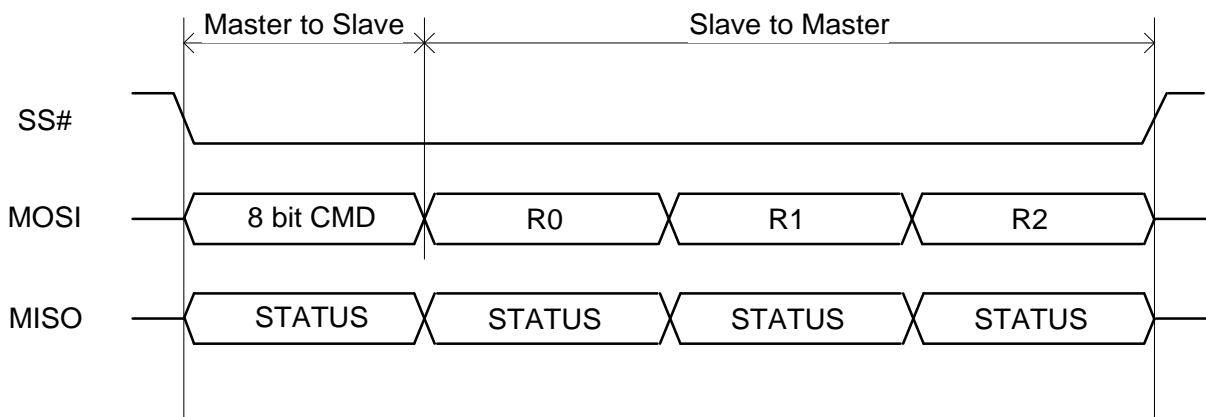 Master to Slave Slave to Master
SS#
MOSI 8 bit CMD R0 R1 R2
MISO STATUS STATUS STATUS STATUS